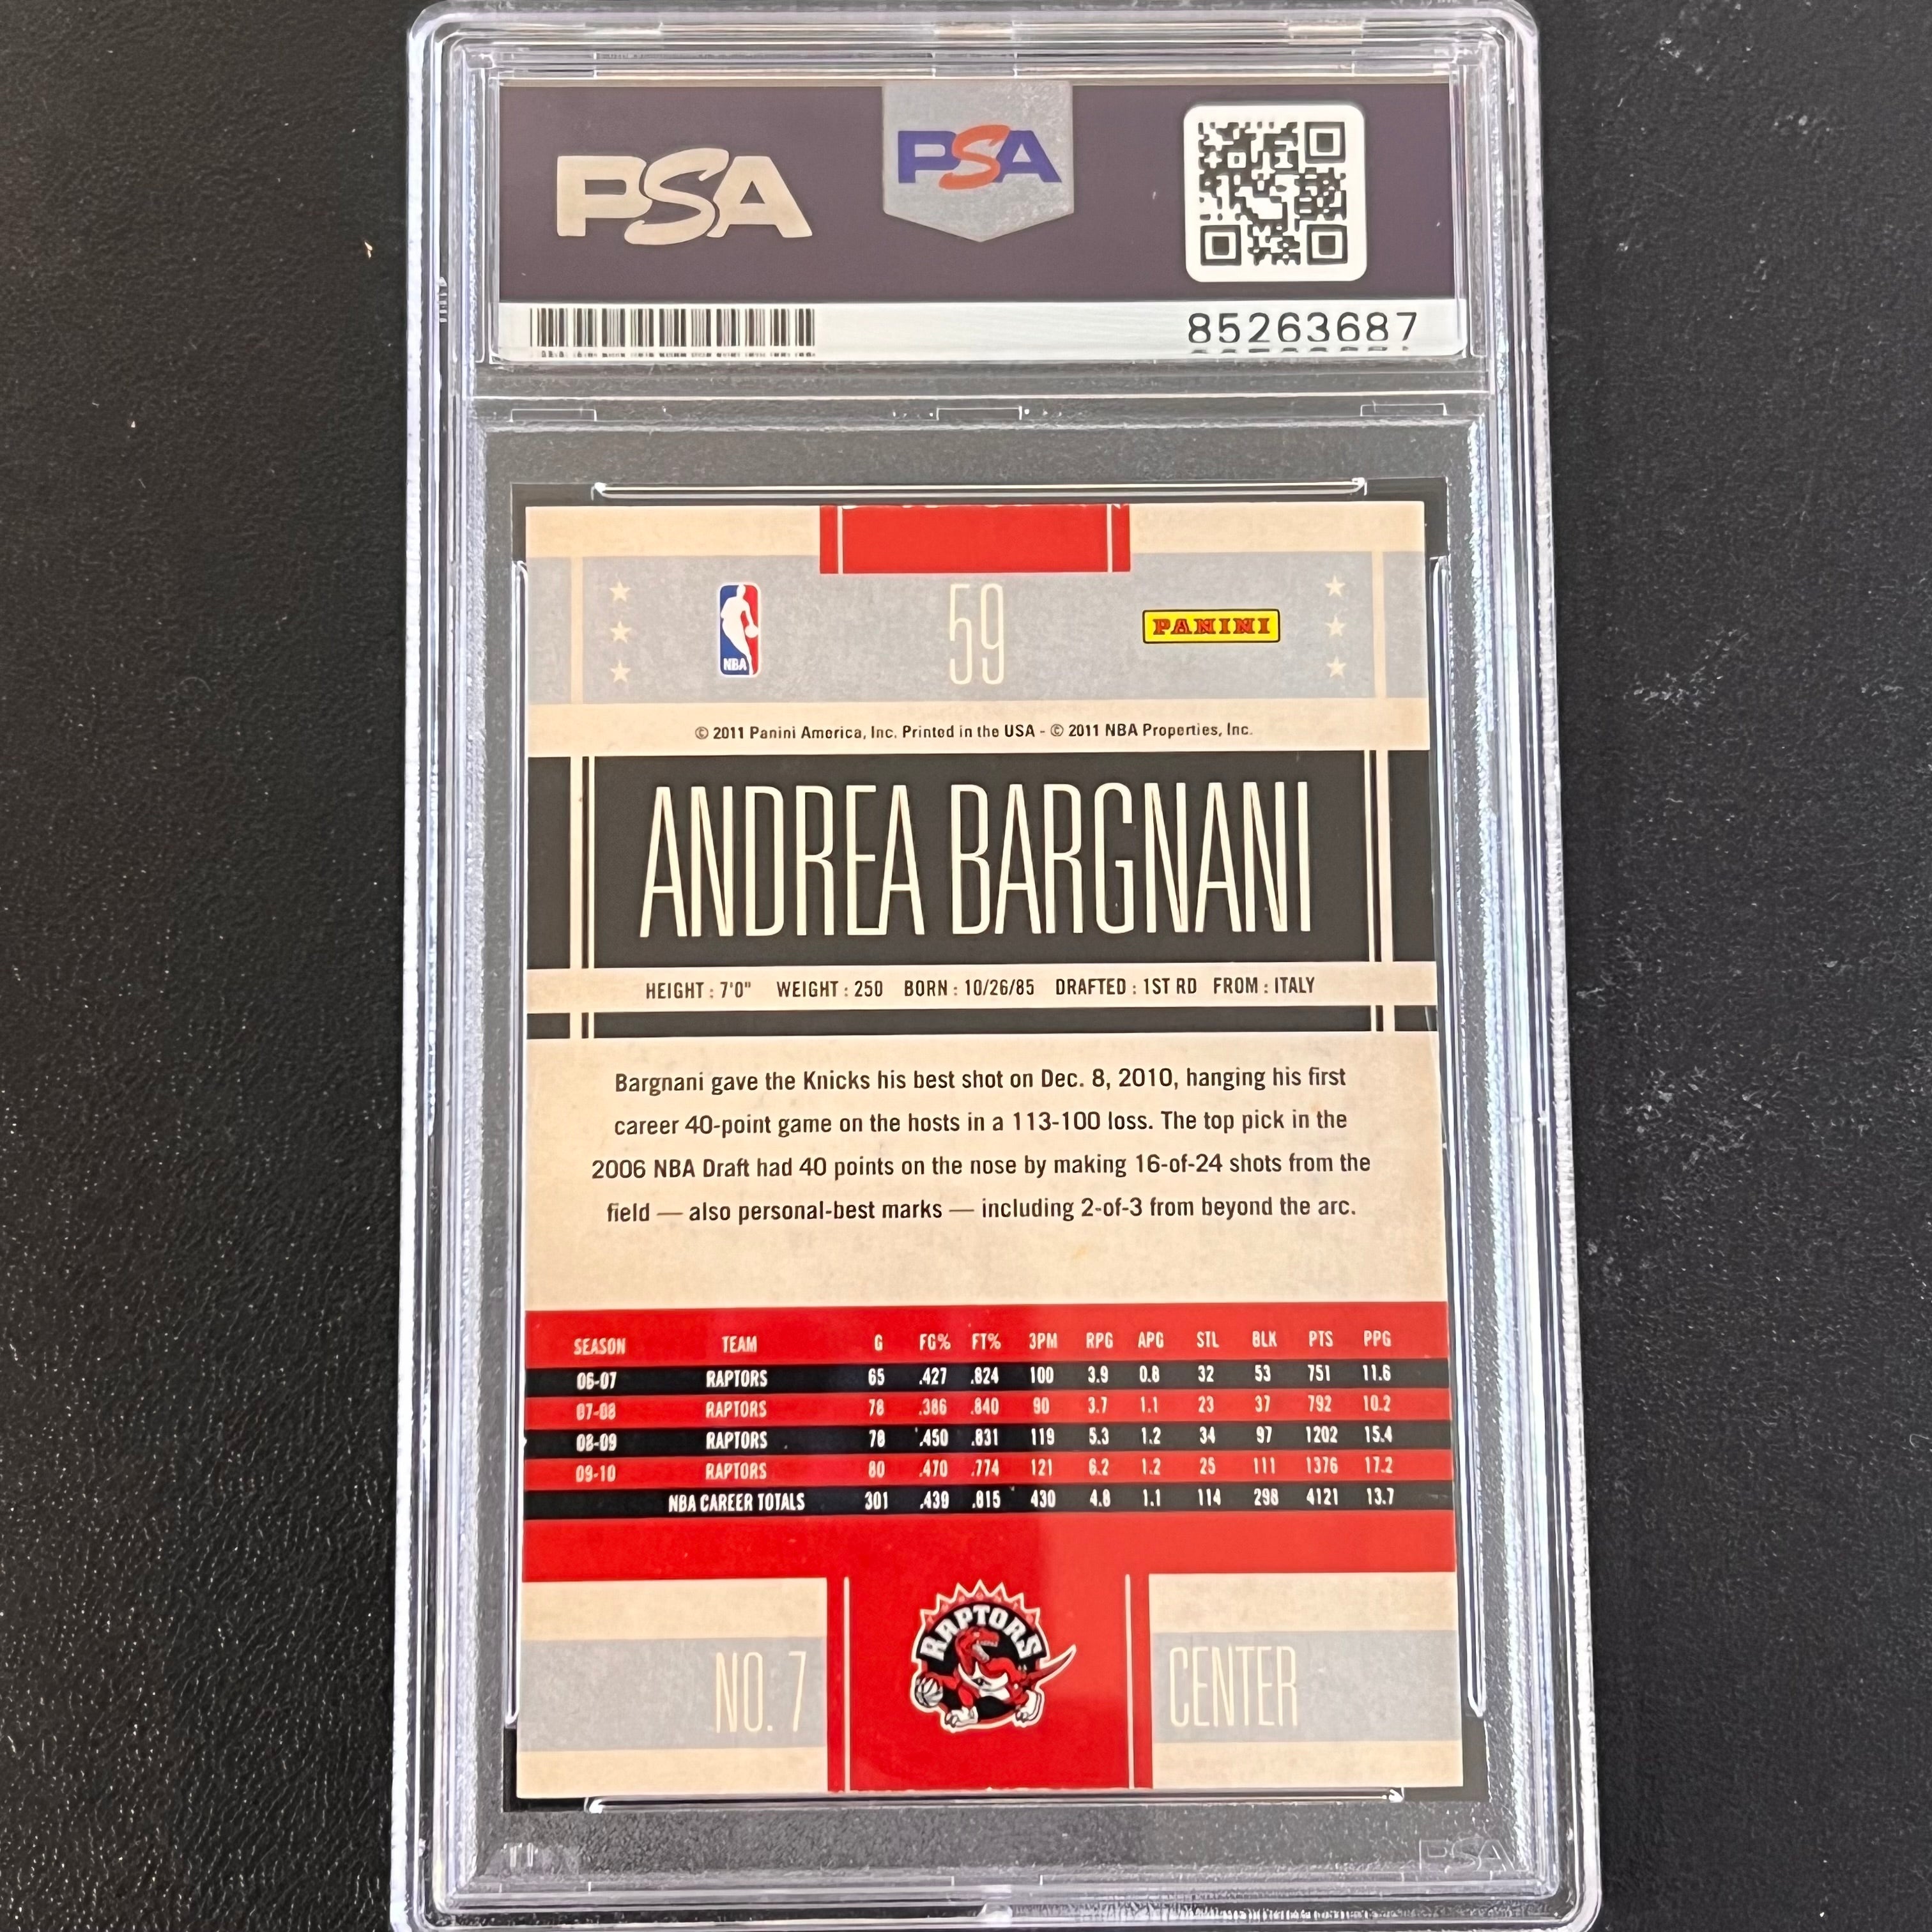 PSA
PSA
85263687
NBA
59
PANINI
© 2011 Panini America, Inc. Printed in the USA - © 2011 NBA Properties, Inc.
ANDREA BARGNANI
HEIGHT : 7'0" WEIGHT : 250 BORN : 10/26/85 DRAFTED : 1ST RD FROM : ITALY
Bargnani gave the Knicks his best shot on Dec. 8, 2010, hanging his first
career 40-point game on the hosts in a 113-100 loss. The top pick in the
2006 NBA Draft had 40 points on the nose by making 16-of-24 shots from the
field — also personal-best marks — including 2-of-3 from beyond the arc.
SEASON TEAM G FG% FT% 3PM RPG APG STL BLK PTS PPG
06-07 RAPTORS 65 .427 .824 100 3.9 0.8 32 53 751 11.6
07-08 RAPTORS 78 .386 .840 90 3.7 1.1 23 37 792 10.2
08-09 RAPTORS 78 .450 .831 119 5.3 1.2 34 97 1202 15.4
09-10 RAPTORS 80 .470 .774 121 6.2 1.2 25 111 1376 17.2
NBA CAREER TOTALS 301 .439 .815 430 4.8 1.1 114 298 4121 13.7
RAPTORS
NO. 7
CENTER
PSA